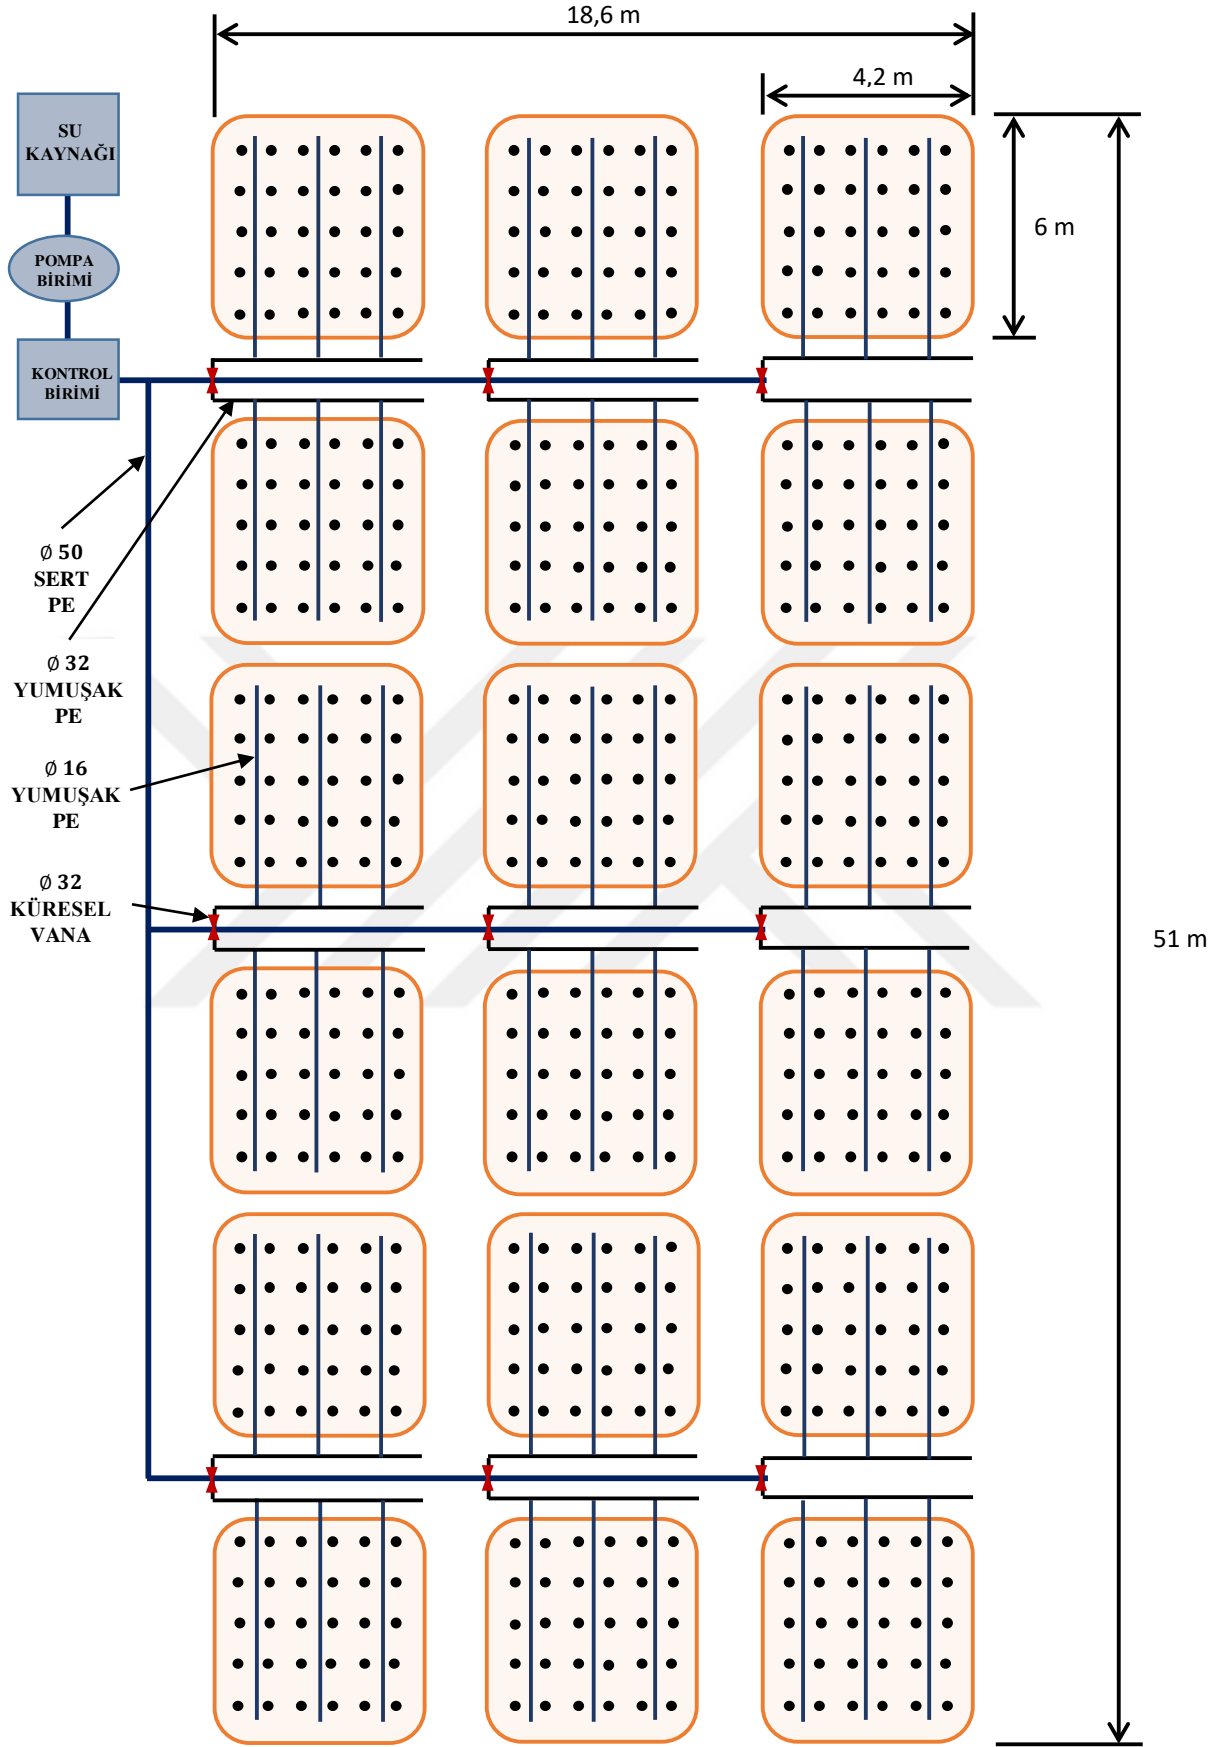 18,6 m
4,2 m
SU
KAYNAĞI
6 m
POMPA
BİRİMİ
KONTROL
BİRİMİ
Ø 50
SERT
PE
Ø 32
YUMUŞAK
PE
Ø 16
YUMUŞAK
PE
Ø 32
KÜRESEL
VANA
51 m